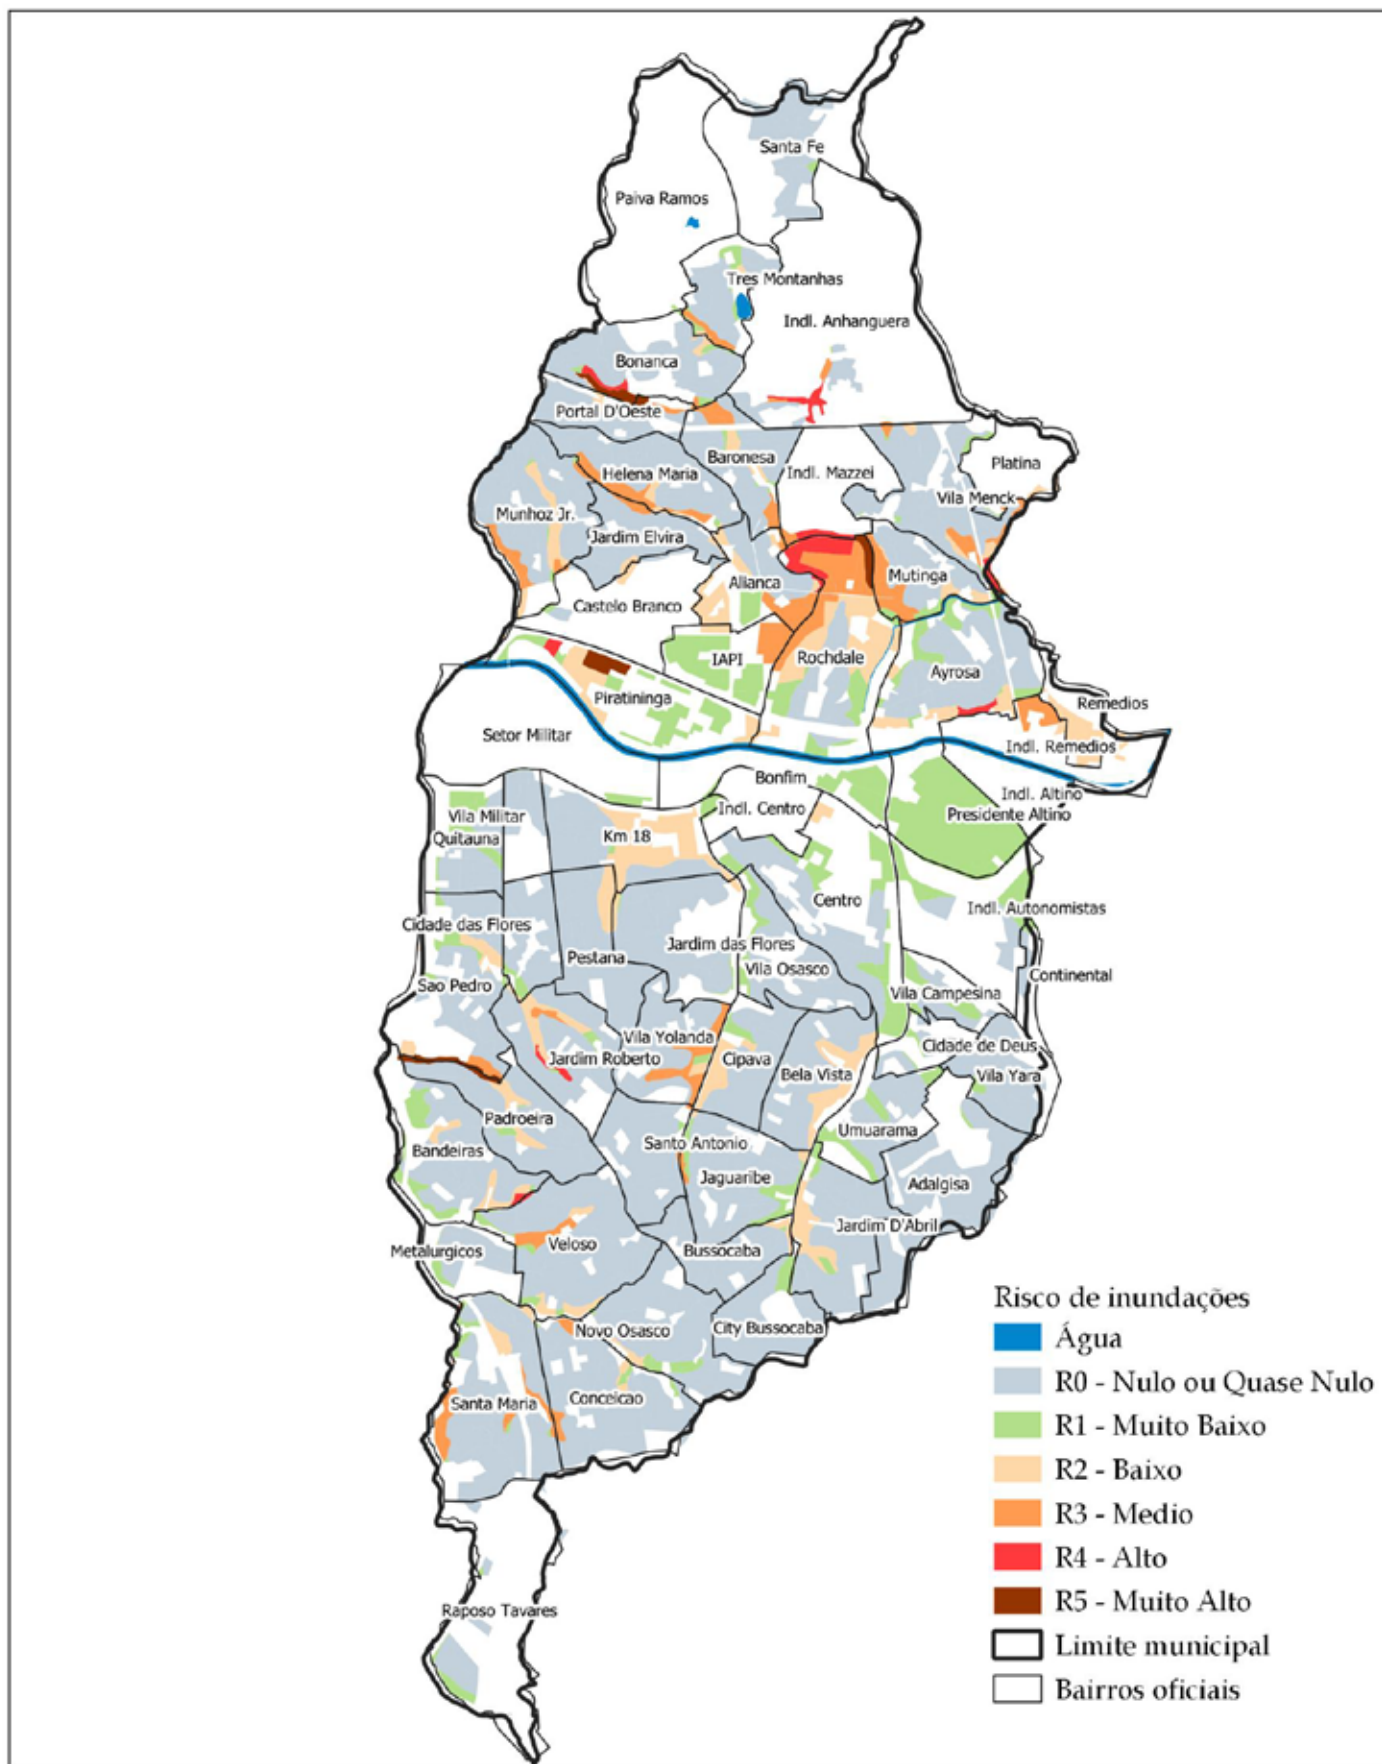 Santa Fe
Paiva Ramos
Tres Montanhas
Indl. Anhanguera
Bonanca
Portal D'Oeste
Baronesa
Helena Maria
Indl. Mazzei
Platina
Vila Menck
Munhoz Jr.
Jardim Elvira
Alianca
Mutinga
Castelo Branco
IAPI
Rochdale
Ayrosa
Piratininga
Remedios
Setor Militar
Indl. Remedios
Bonfim
Indl. Altino
Indl. Centro
Presidente Altino
Vila Militar
Quitauna
Km 18
Centro
Indl. Autonomistas
Cidade das Flores
Jardim das Flores
Pestana
Vila Osasco
Continental
Sao Pedro
Vila Campesina
Vila Yolanda
Cidade de Deus
Jardim Roberto
Cipava
Bela Vista
Vila Yara
Padroeira
Umuarama
Santo Antonio
Bandeiras
Jaguaribe
Adalgisa
Jardim D'Abril
Metalurgicos
Veloso
Bussocaba
Novo Osasco
City Bussocaba
Santa Maria
Conceicao
Raposo Tavares
Risco de inundações
Água
R0 - Nulo ou Quase Nulo
R1 - Muito Baixo
R2 - Baixo
R3 - Medio
R4 - Alto
R5 - Muito Alto
Limite municipal
Bairros oficiais